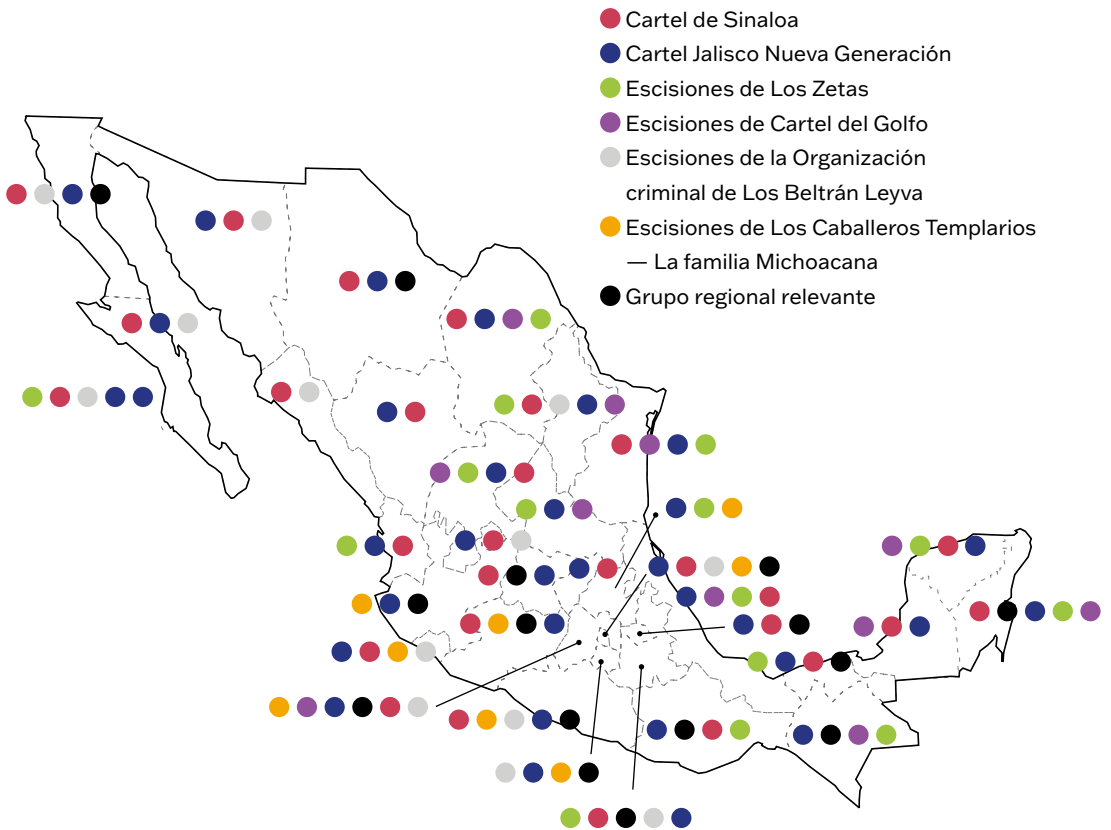 Cartel de Sinaloa
Cartel Jalisco Nueva Generación
Escisiones de Los Zetas
Escisiones de Cartel del Golfo
Escisiones de la Organización
criminal de Los Beltrán Leyva
Escisiones de Los Caballeros Templarios
— La familia Michoacana
Grupo regional relevante